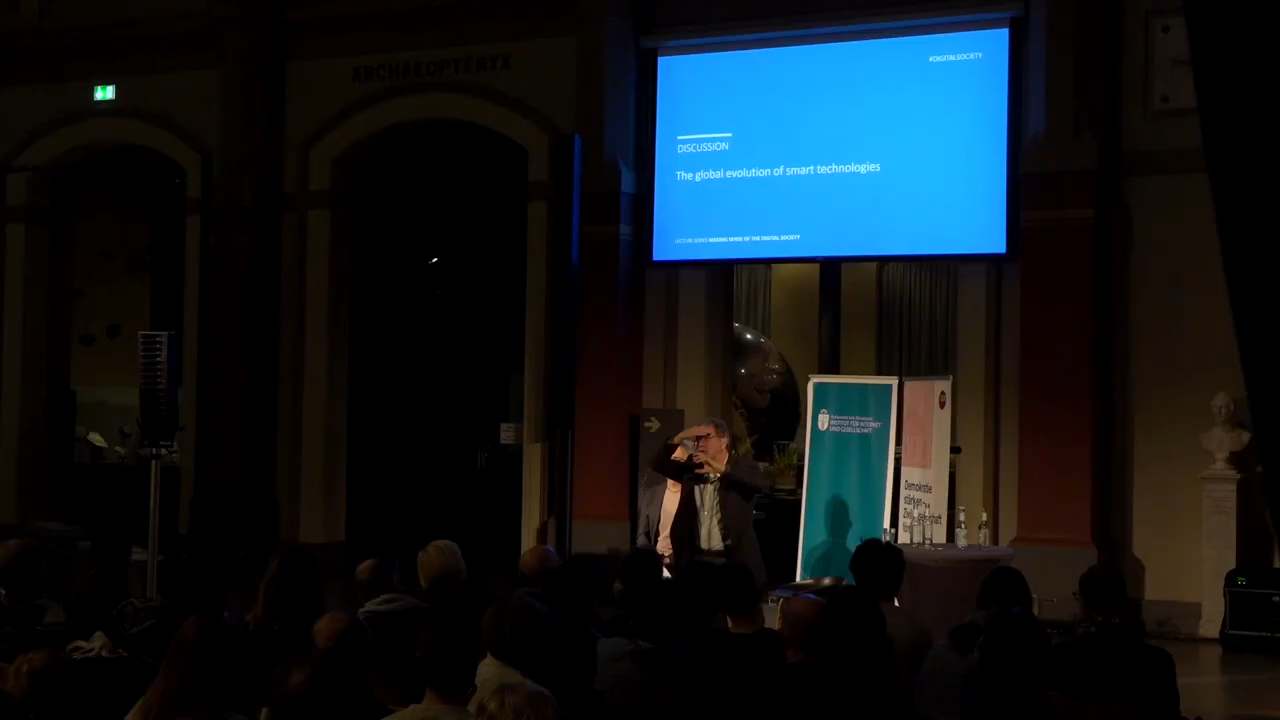 ARCHAEOPTERYX
#DIGITALSOCIETY
DISCUSSION
The global evolution of smart technologies
LECTURE SERIES MAKING SENSE OF THE DIGITAL SOCIETY
INSTITUT FÜR INTERNET
UND GESELLSCHAFT
Demokratie
stärken